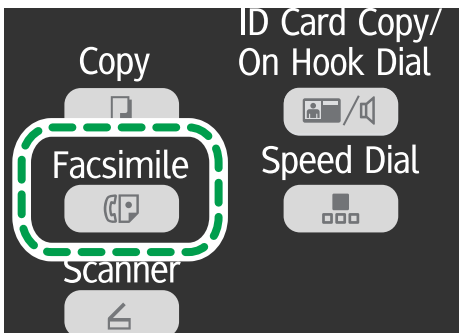 Copy
ID Card Copy/
On Hook Dial
Facsimile
Speed Dial
Scanner